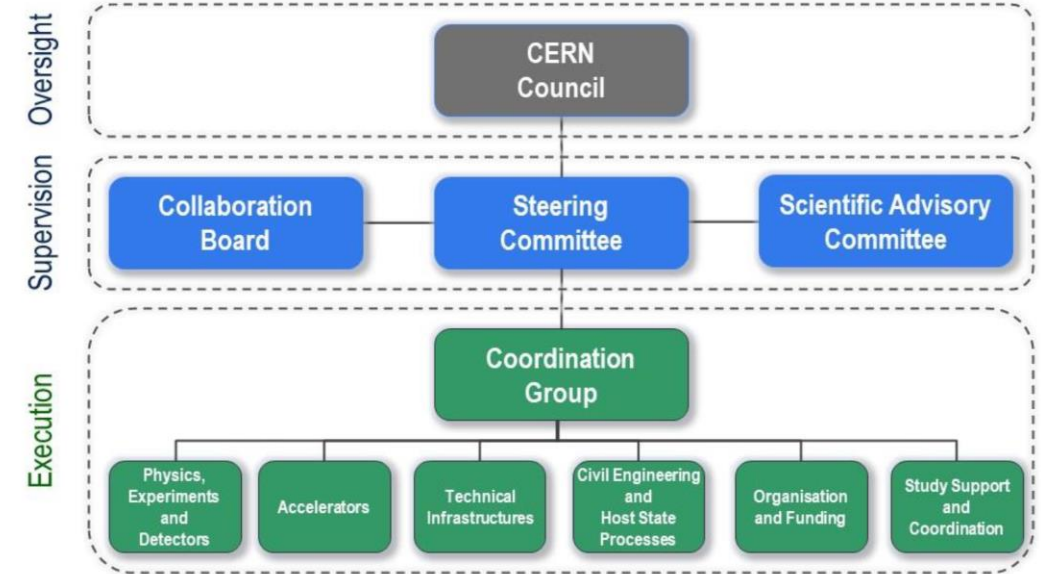 Oversight
CERN
Council
Supervision
Collaboration
Board
Steering
Committee
Scientific Advisory
Committee
Execution
Coordination
Group
Physics,
Experiments
and
Detectors
Accelerators
Technical
Infrastructures
Civil Engineering
and
Host State
Processes
Organisation
and Funding
Study Support
and
Coordination